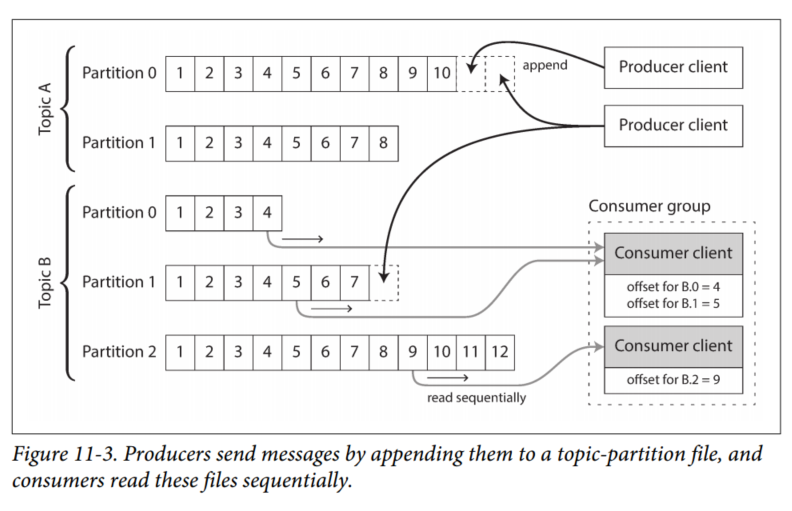 Topic A
Partition 0
1 2 3 4 5 6 7 8 9 10
append
Producer client
Partition 1
1 2 3 4 5 6 7 8
Producer client
Topic B
Partition 0
1 2 3 4
Partition 1
1 2 3 4 5 6 7
Partition 2
1 2 3 4 5 6 7 8 9 10 11 12
read sequentially
Consumer group
Consumer client
offset for B.0 = 4
offset for B.1 = 5
Consumer client
offset for B.2 = 9
Figure 11-3. Producers send messages by appending them to a topic-partition file, and
consumers read these files sequentially.